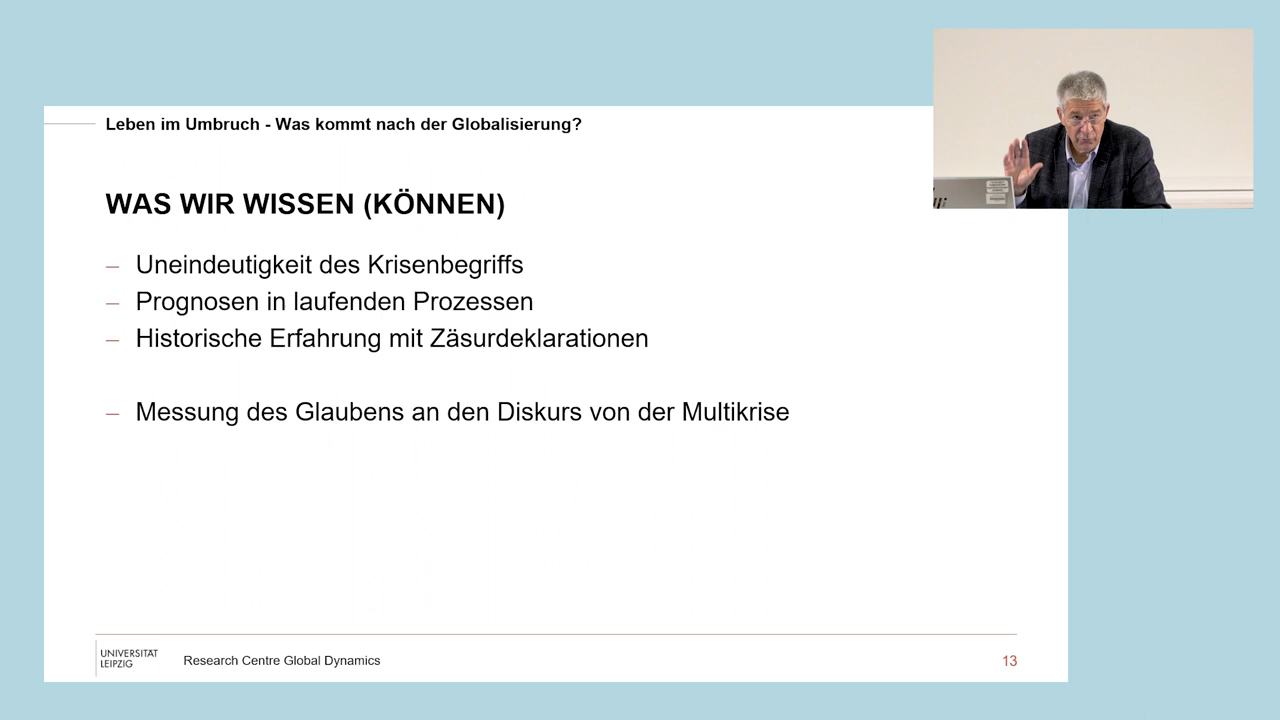 Leben im Umbruch - Was kommt nach der Globalisierung?
WAS WIR WISSEN (KÖNNEN)
– Uneindeutigkeit des Krisenbegriffs
– Prognosen in laufenden Prozessen
– Historische Erfahrung mit Zäsurdeklarationen
– Messung des Glaubens an den Diskurs von der Multikrise
UNIVERSITÄT
LEIPZIG
Research Centre Global Dynamics
13